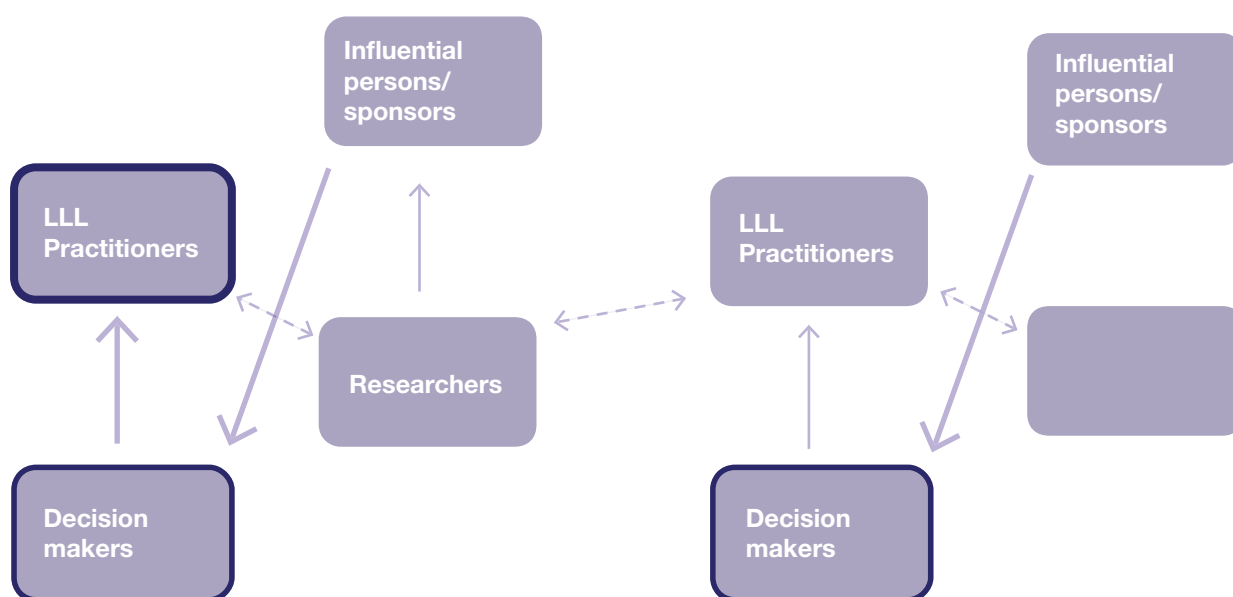 Influential
persons/
sponsors
LLL
Practitioners
Researchers
Decision
makers
Influential
persons/
sponsors
LLL
Practitioners
Decision
makers